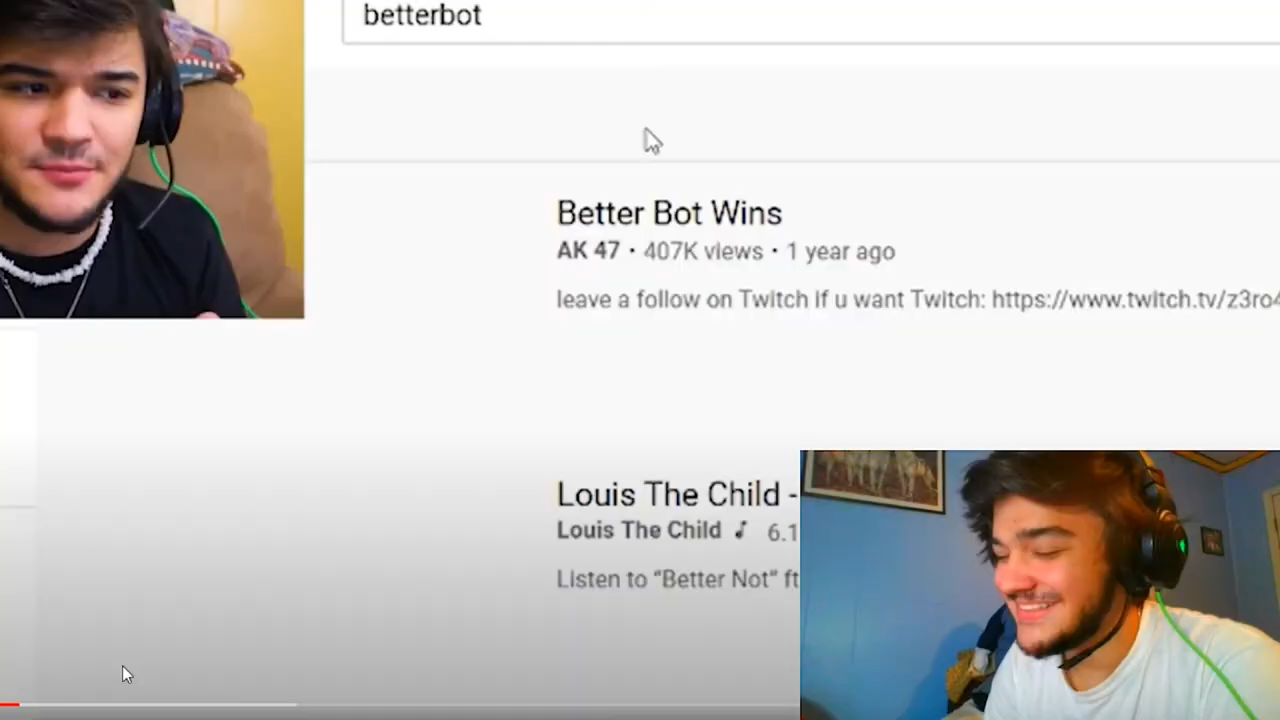 betterbot
Better Bot Wins
AK 47 • 407K views • 1 year ago
leave a follow on Twitch if u want Twitch: https://www.twitch.tv/z3ro4
Louis The Child -
Louis The Child ♪ 6.1
Listen to “Better Not” ft